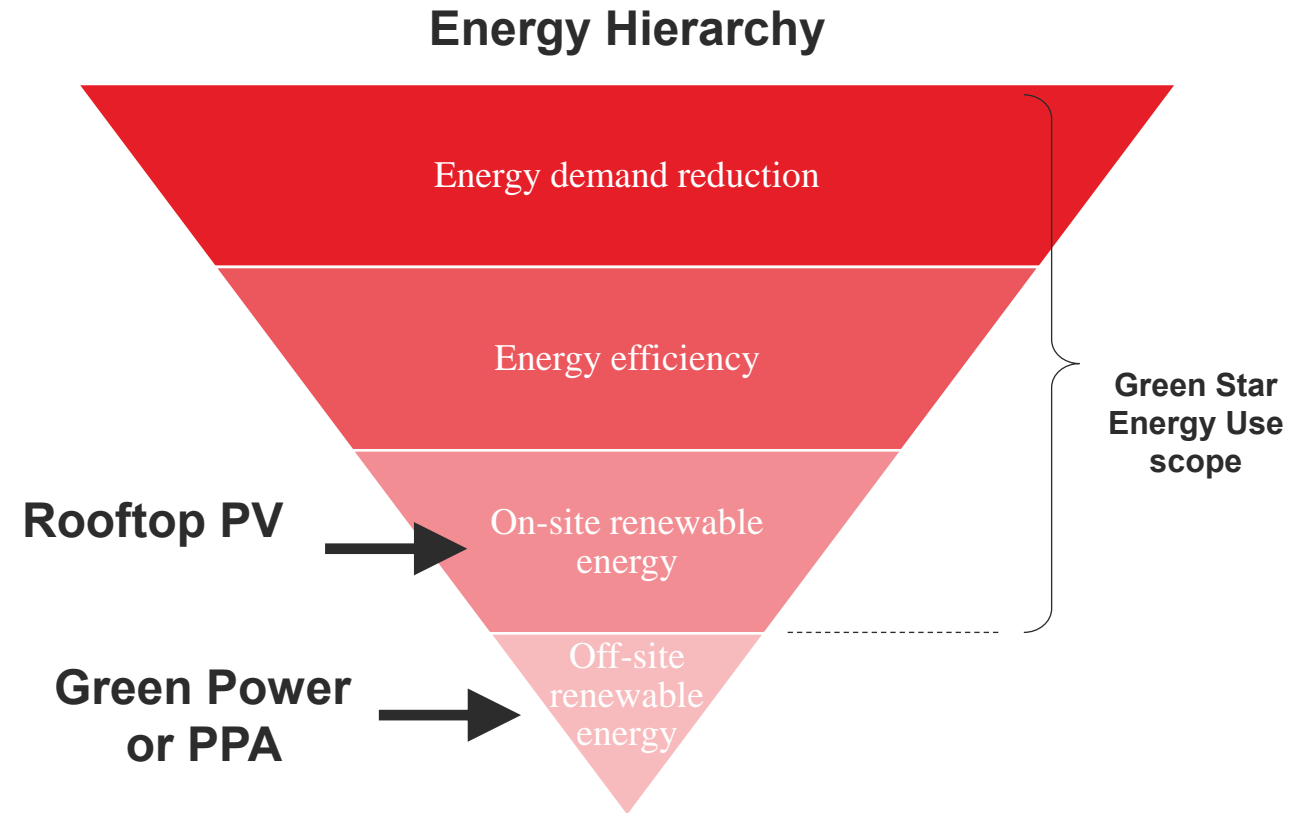 Energy Hierarchy
Energy demand reduction
Energy efficiency
Green Star
Energy Use
scope
Rooftop PV
On-site renewable
energy
Off-site
renewable
energy
Green Power
or PPA